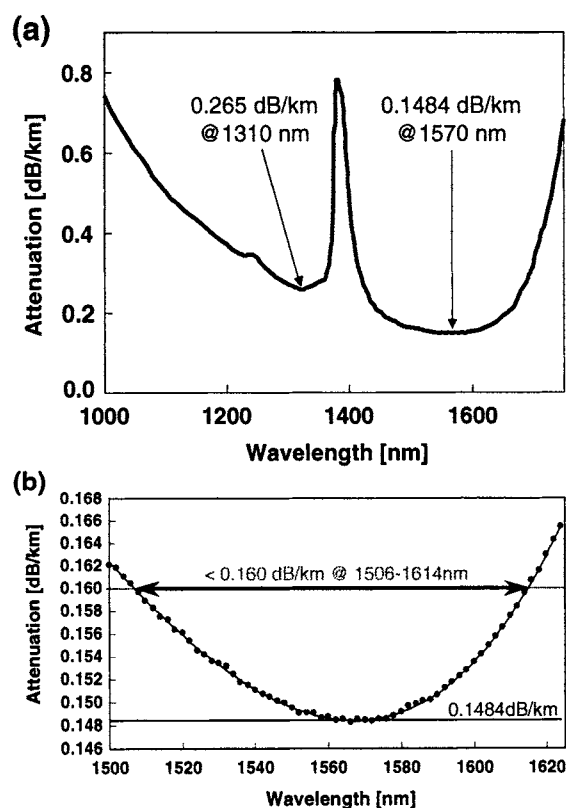 (a)
0.8
0.6
0.4
0.2
0.0
Attenuation [dB/km]
0.265 dB/km
@1310 nm
0.1484 dB/km
@1570 nm
1000
1200
1400
1600
Wavelength [nm]
(b)
0.168
0.166
0.164
0.162
0.160
0.158
0.156
0.154
0.152
0.150
0.148
0.146
Attenuation [dB/km]
< 0.160 dB/km @ 1506-1614nm
0.1484dB/km
1500
1520
1540
1560
1580
1600
1620
Wavelength [nm]